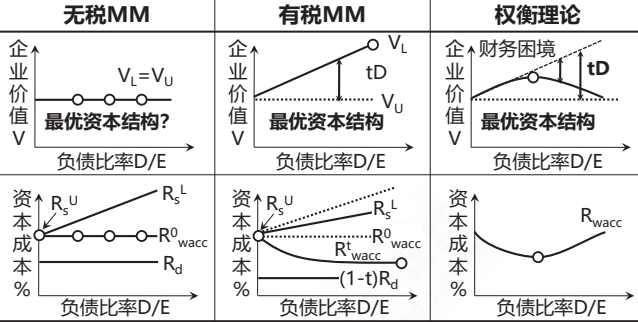 无税MM
有税MM
权衡理论
企业价值V
V_L=V_U
最优资本结构?
负债比率D/E
企业价值V
V_L
tD
V_U
最优资本结构
负债比率D/E
企业价值V
财务困境
tD
最优资本结构
负债比率D/E
资本成本%
R_s^U
R_s^L
R^0_wacc
R_d
负债比率D/E
资本成本%
R_s^U
R_s^L
R^0_wacc
R^t_wacc
(1-t)R_d
负债比率D/E
资本成本%
R_wacc
负债比率D/E